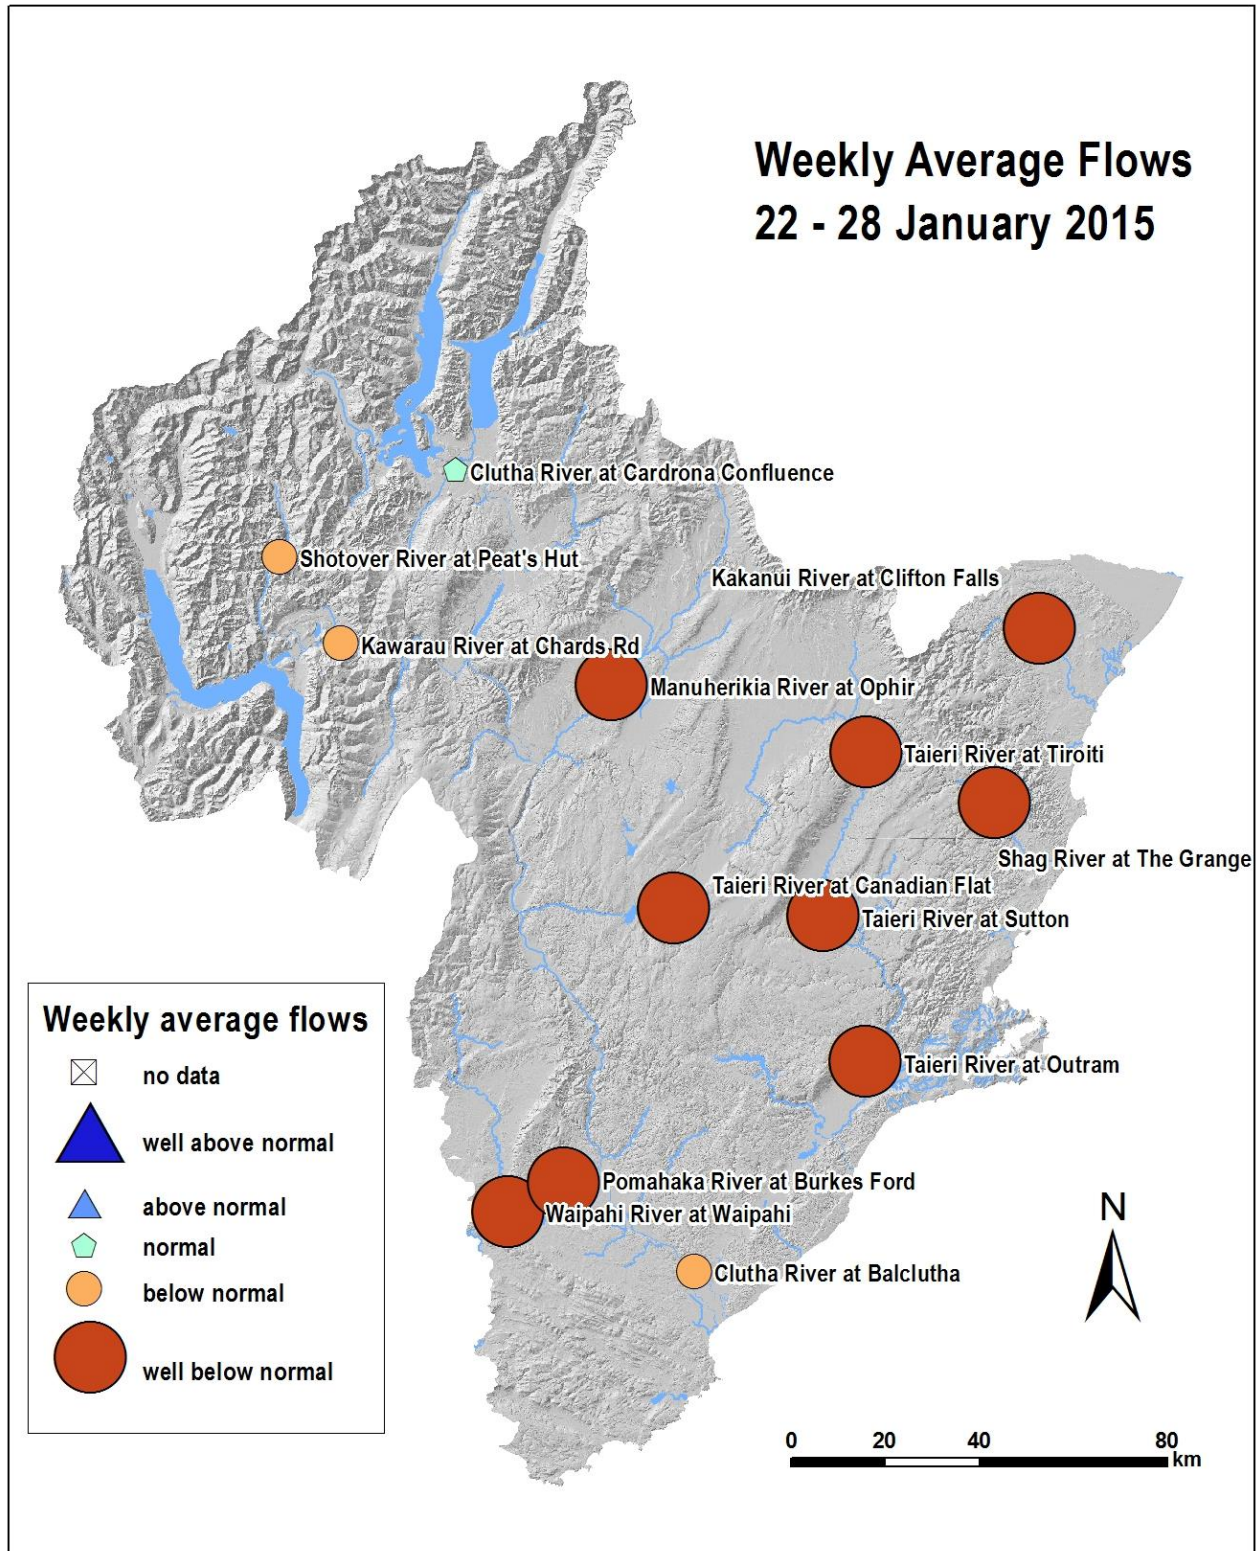 Weekly Average Flows
22 - 28 January 2015
Clutha River at Cardrona Confluence
Shotover River at Peat's Hut
Kakanui River at Clifton Falls
Kawarau River at Chards Rd
Manuherikia River at Ophir
Taieri River at Tiroiti
Shag River at The Grange
Taieri River at Canadian Flat
Taieri River at Sutton
Taieri River at Outram
Pomahaka River at Burkes Ford
Waipahi River at Waipahi
Clutha River at Balclutha
Weekly average flows
no data
well above normal
above normal
normal
below normal
well below normal
N
0 20 40 80
km